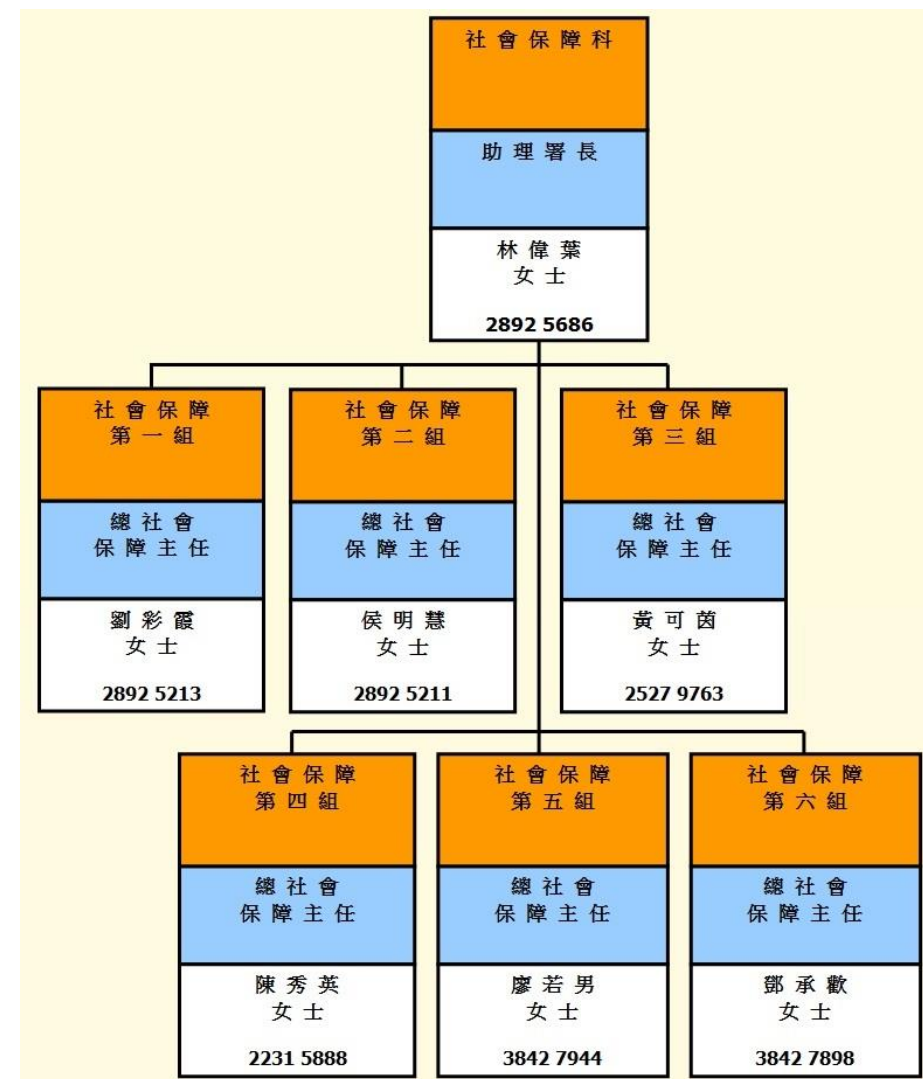 社會保障科
助理署長
林偉葉
女士
2892 5686
社會保障
第一組
總社會
保障主任
劉彩霞
女士
2892 5213
社會保障
第二組
總社會
保障主任
侯明慧
女士
2892 5211
社會保障
第三組
總社會
保障主任
黃可茵
女士
2527 9763
社會保障
第四組
總社會
保障主任
陳秀英
女士
2231 5888
社會保障
第五組
總社會
保障主任
廖若男
女士
3842 7944
社會保障
第六組
總社會
保障主任
鄧承歡
女士
3842 7898